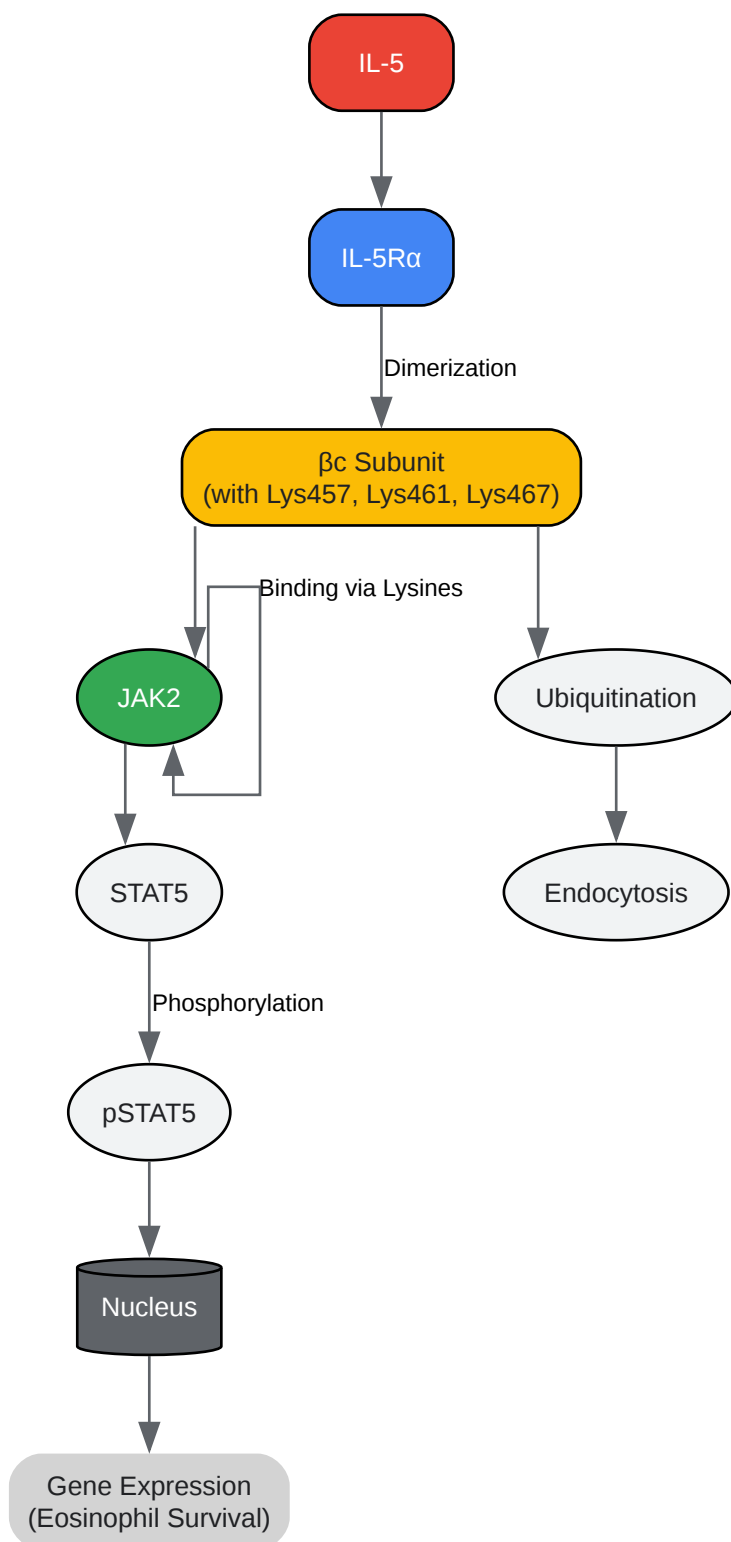 IL-5
IL-5Rα
Dimerization
βc Subunit
(with Lys457, Lys461, Lys467)
Binding via Lysines
JAK2
Ubiquitination
STAT5
Endocytosis
Phosphorylation
pSTAT5
Nucleus
Gene Expression
(Eosinophil Survival)